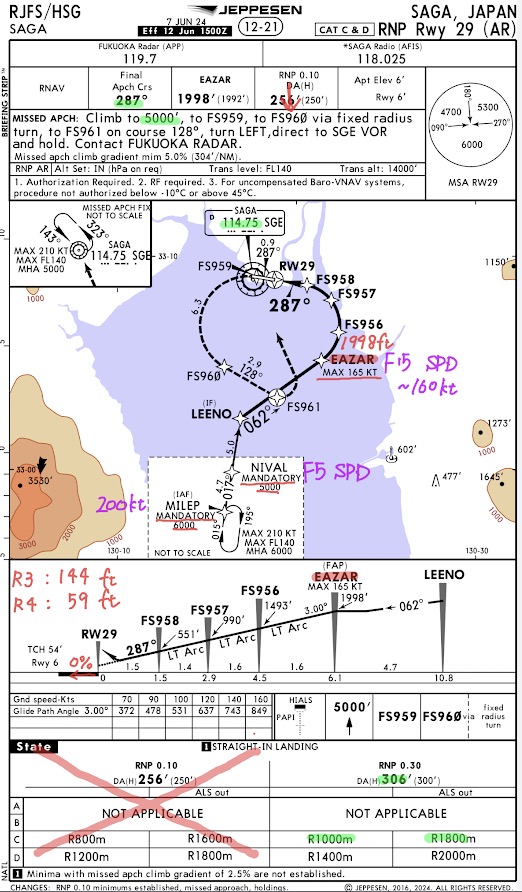 RJFS/HSG
SAGA
JEPPESEN
7 JUN 24
Eff 12 Jun 1500Z
12-21
CAT C & D
SAGA, JAPAN
RNP Rwy 29 (AR)
FUKUOKA Radar (APP)
119.7
*SAGA Radio (AFIS)
118.025
BRIEFING STRIP TM
RNAV
Final
Apch Crs
287°
EAZAR
1998' (1992')
RNP 0.10
DA(H)
256' (250')
Apt Elev 6'
Rwy 6'
MISSED APCH: Climb to 5000', to FS959, to FS960 via fixed radius
turn, to FS961 on course 128°, turn LEFT, direct to SGE VOR
and hold. Contact FUKUOKA RADAR.
Missed apch climb gradient mim 5.0% (304'/NM).
RNP AR Alt Set: IN (hPa on req) Trans level: FL140 Trans alt: 14000'
1. Authorization Required. 2. RF required. 3. For uncompensated Baro-VNAV systems,
procedure not authorized below -10°C or above 45°C.
180°
4700
5300
090°
270°
6000
MSA RW29
MISSED APCH FIX
NOT TO SCALE
143°
323°
SAGA
114.75 SGE
MAX 210 KT
MAX FL140
MHA 5000
33-10
SAGA
P 114.75 SGE
0.9
287°
FS959
RW29
FS958
FS957
287°
FS956
1998ft
EAZAR
MAX 165 KT
F15 SPD
~160kt
6.3
2.9
128°
FS960
FS961
(IF)
LEENO
062°
5.0
NIVAL
MANDATORY
5000
F5 SPD
4.7
017°
200kt
(IAF)
MILEP
MANDATORY
6000
015°
195°
MAX 210 KT
MAX FL140
MHA 6000
NOT TO SCALE
1150'
1000
1273'
1000
602'
477'
1645'
33-00
3530'
3000
2000
1000
130-10
130-30
R3 : 144 ft
R4 : 59 ft
(FAP)
EAZAR
MAX 165 KT
1998'
LEENO
062°
FS956
1493'
3.00°
FS957
990'
FS958
551'
RW29
287°
LT Arc
LT Arc
LT Arc
TCH 54'
Rwy 6'
0%
1.5
1.4
1.6
1.6
4.7
0
1.5
2.9
4.5
6.1
10.8
Gnd speed-Kts 70 90 100 120 140 160
Glide Path Angle 3.00° 372 478 531 637 743 849
HIALS
PAPI
5000'
FS959
FS960
via
fixed
radius
turn
State
1 STRAIGHT-IN LANDING
RNP 0.10
DA(H) 256' (250')
ALS out
RNP 0.30
DA(H) 306' (300')
ALS out
A
B
NOT APPLICABLE
NOT APPLICABLE
C
R800m
R1600m
R1000m
R1800m
D
R1200m
R1800m
R1400m
R2000m
NATL
1 Minima with missed apch climb gradient of 2.5% are not established.
CHANGES: RNP 0.10 minimums established, missed approach, holdings.
© JEPPESEN, 2016, 2024. ALL RIGHTS RESERVED.